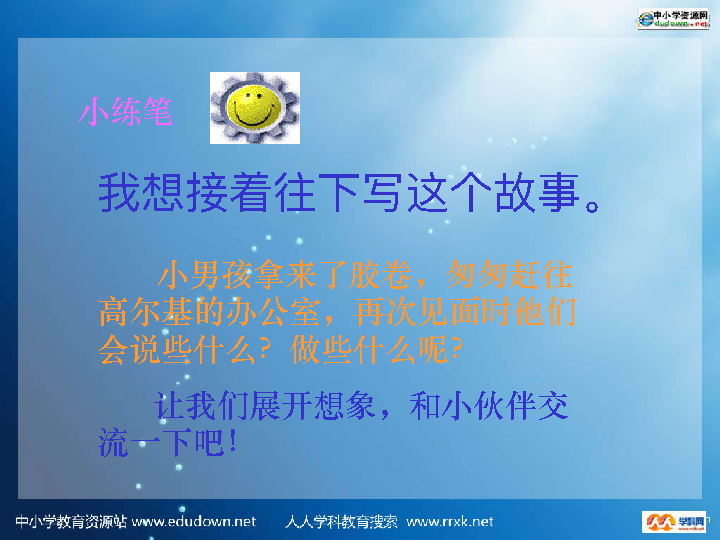 中小学资源网
edudown.net
小练笔
我想接着往下写这个故事。
小男孩拿来了胶卷，匆匆赶往
高尔基的办公室，再次见面时他们
会说些什么？做些什么呢？
让我们展开想象，和小伙伴交
流一下吧！
中小学教育资源站 www.edudown.net 人人学科教育搜索 www.rrxk.net
学科网